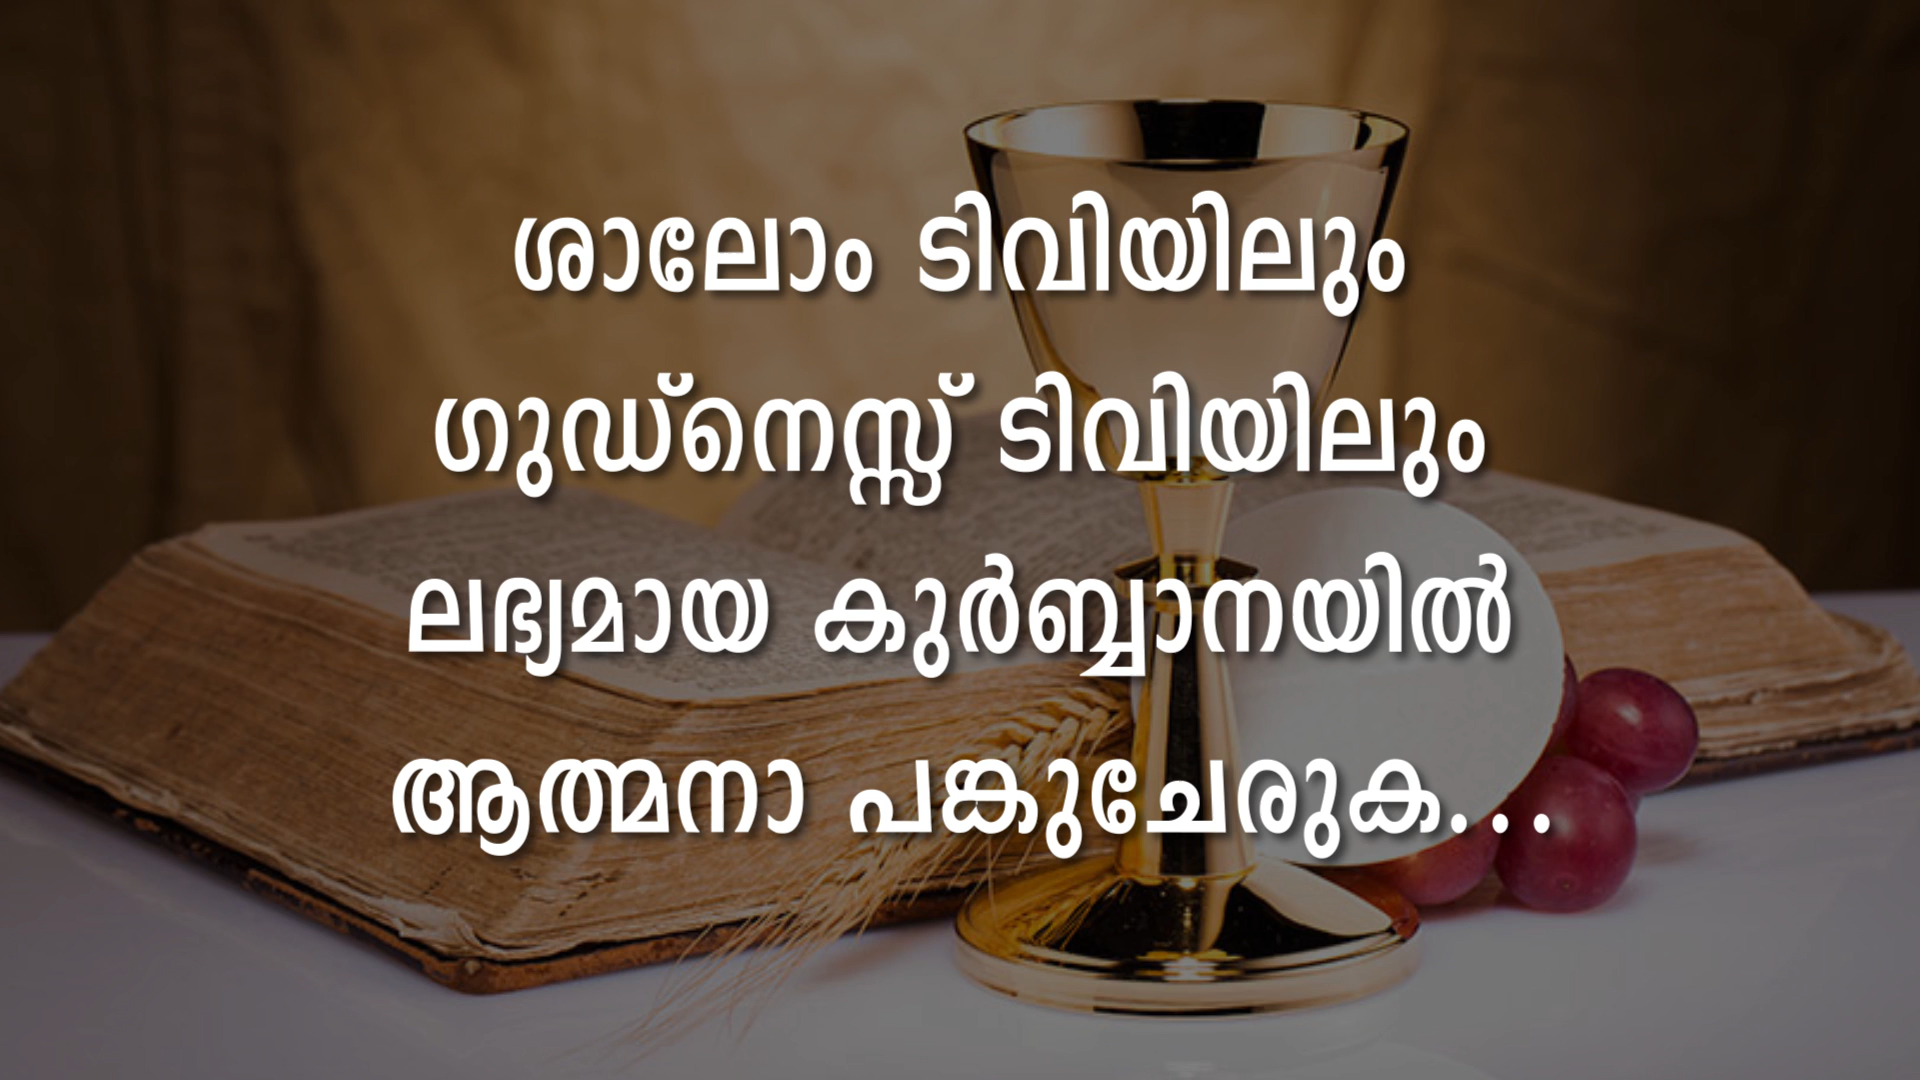 ശാലോം ടിവിയിലും
ഗുഡ്നെസ്സ് ടിവിയിലും
ലഭ്യമായ കുർബ്ബാനയിൽ
ആത്മനാ പങ്കുചേരുക...